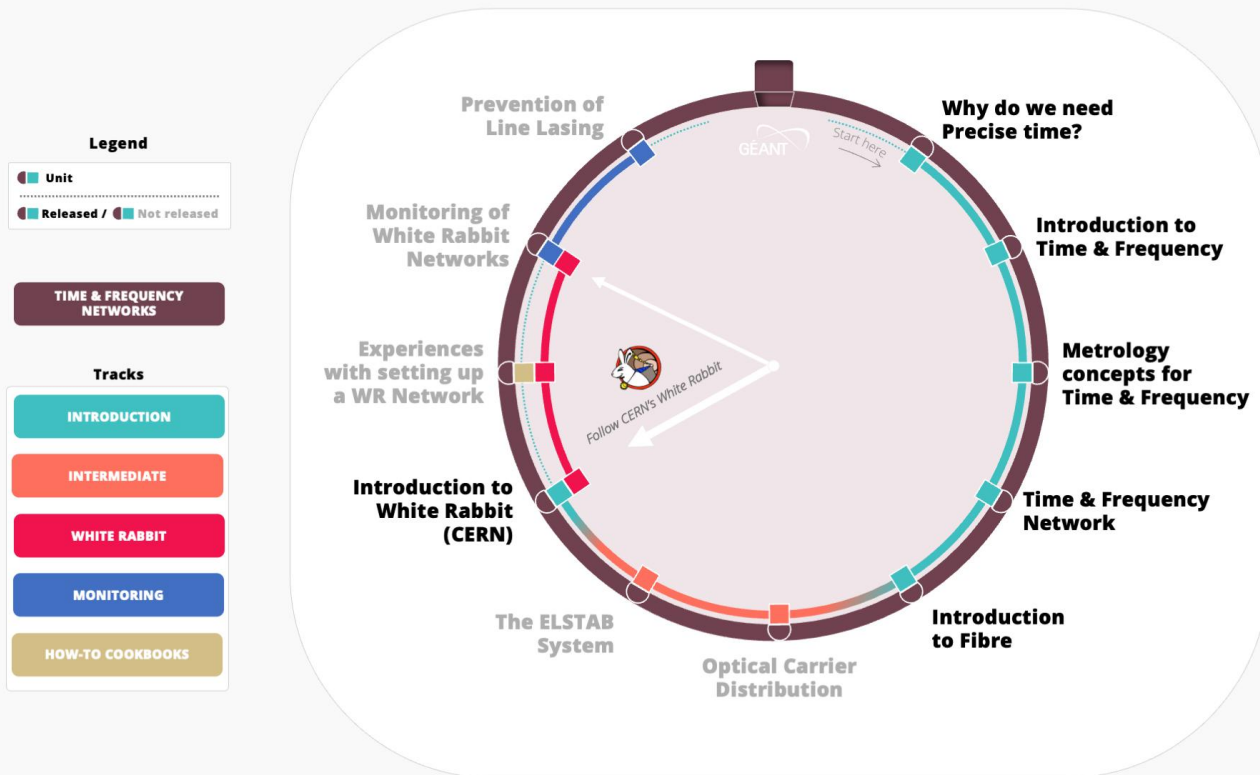 Legend
Unit
Released / Not released
TIME & FREQUENCY
NETWORKS
Tracks
INTRODUCTION
INTERMEDIATE
WHITE RABBIT
MONITORING
HOW-TO COOKBOOKS
GÉANT
Start here
Why do we need
Precise time?
Introduction to
Time & Frequency
Metrology
concepts for
Time & Frequency
Time & Frequency
Network
Introduction
to Fibre
Optical Carrier
Distribution
The ELSTAB
System
Introduction to
White Rabbit
(CERN)
Experiences
with setting up
a WR Network
Monitoring of
White Rabbit
Networks
Prevention of
Line Lasing
Follow CERN's White Rabbit